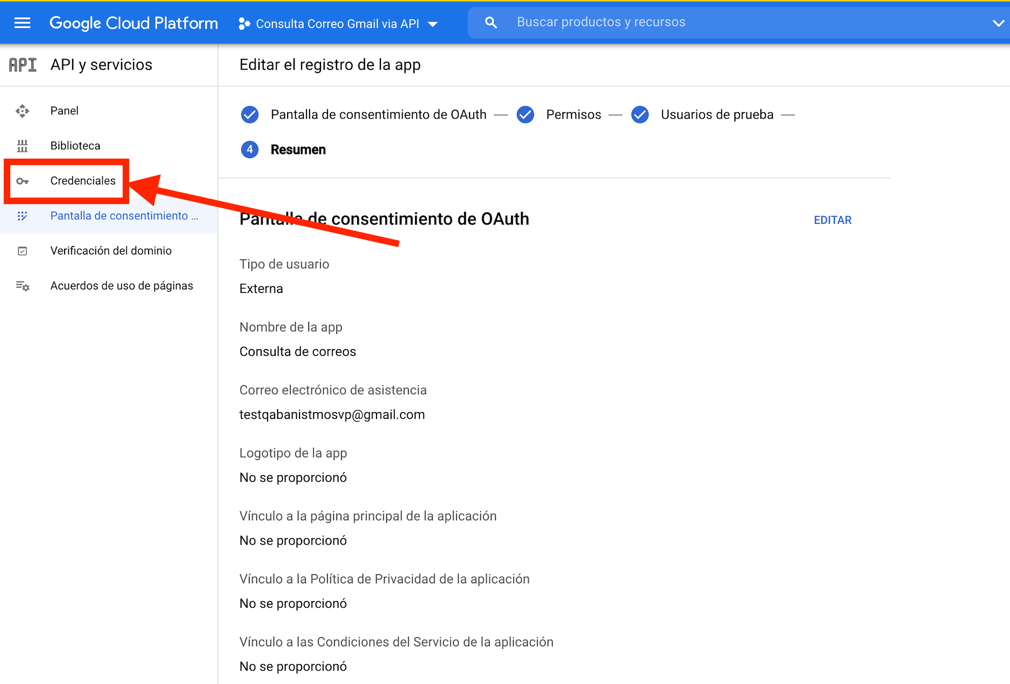 Google Cloud Platform
Consulta Correo Gmail via API
Buscar productos y recursos
API API y servicios
Editar el registro de la app
Panel
Biblioteca
Credenciales
Pantalla de consentimiento ...
Verificación del dominio
Acuerdos de uso de páginas
Pantalla de consentimiento de OAuth — Permisos — Usuarios de prueba —
4 Resumen
Pantalla de consentimiento de OAuth
EDITAR
Tipo de usuario
Externa
Nombre de la app
Consulta de correos
Correo electrónico de asistencia
testqabanistmosvp@gmail.com
Logotipo de la app
No se proporcionó
Vínculo a la página principal de la aplicación
No se proporcionó
Vínculo a la Política de Privacidad de la aplicación
No se proporcionó
Vínculo a las Condiciones del Servicio de la aplicación
No se proporcionó